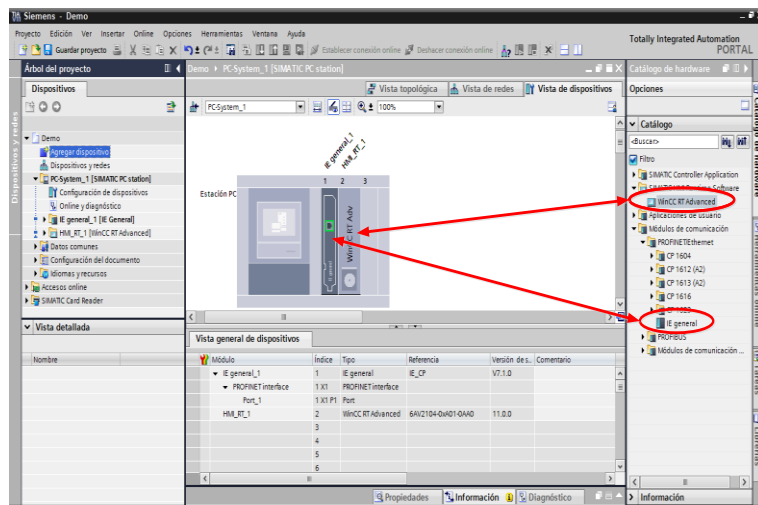 Siemens - Demo
Proyecto Edición Ver Insertar Online Opciones Herramientas Ventana Ayuda
Guardar proyecto Establecer conexión online Deshacer conexión online
Totally Integrated Automation
PORTAL
Árbol del proyecto
Demo ▸ PC-System_1 [SIMATIC PC station]
Catálogo de hardware
Dispositivos
Vista topológica Vista de redes Vista de dispositivos
Opciones
PC-System_1
100%
Dispositivos y redes
Catálogo de hardware
Catálogo
<Buscar>
Filtro
Demo
Agregar dispositivo
Dispositivos y redes
PC-System_1 [SIMATIC PC station]
Configuración de dispositivos
Online y diagnóstico
IE general_1 [IE General]
HMI_RT_1 [WinCC RT Advanced]
Datos comunes
Configuración del documento
Idiomas y recursos
Accesos online
SIMATIC Card Reader
IE general_1
HMI_RT_1
1 2 3
Estación PC
WinCC RT Adv
IE general
SIMATIC Controller Application
WinCC RT Advanced
Aplicaciones de usuario
Módulos de comunicación
PROFINET/Ethernet
CP 1604
CP 1612 (A2)
CP 1613 (A2)
CP 1616
CP 1623
IE general
PROFIBUS
Módulos de comunicación ...
Vista detallada
Nombre
Vista general de dispositivos
Módulo Índice Tipo Referencia Versión de s.. Comentario
IE general_1 1 IE general IE_CP V7.1.0
PROFINET interface 1 X1 PROFINET interface
Port_1 1 X1 P1 Port
HMI_RT_1 2 WinCC RT Advanced 6AV2104-0xA01-0AA0 11.0.0
3
4
5
6
Propiedades Información Diagnóstico
Información